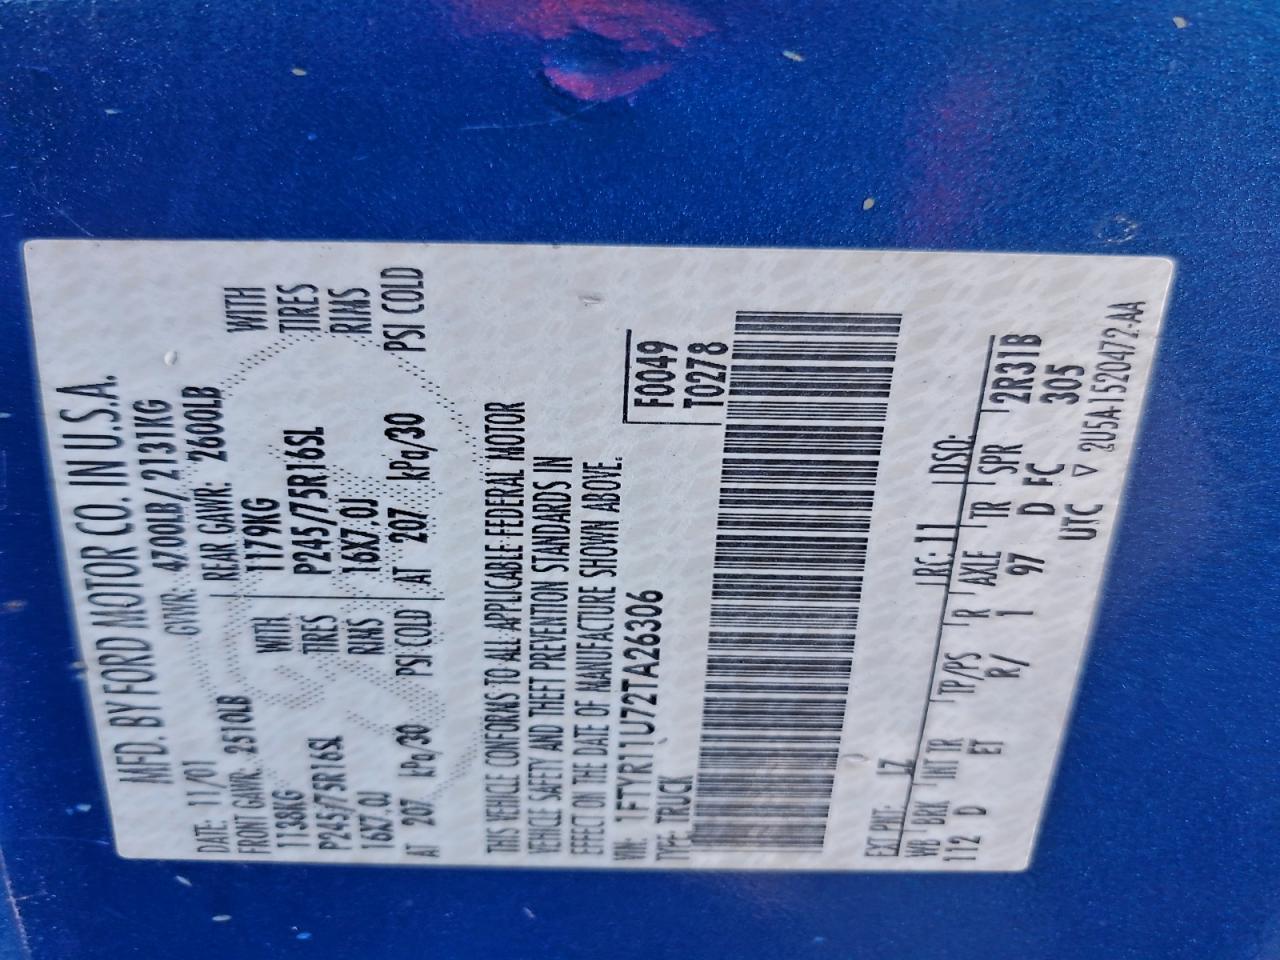 MFD. BY FORD MOTOR CO. IN U.S.A.
DATE: 11/01 GVWR: 4700LB/ 2131KG
FRONT GAWR: 2510LB REAR GAWR: 2600LB
1138KG WITH 1179KG WITH
P245/75R16SL TIRES P245/75R16SL TIRES
16X7.0J RIMS 16X7.0J RIMS
AT 207 kPa/30 PSI COLD AT 207 kPa/30 PSI COLD
THIS VEHICLE CONFORMS TO ALL APPLICABLE FEDERAL MOTOR
VEHICLE SAFETY AND THEFT PREVENTION STANDARDS IN
EFFECT ON THE DATE OF MANUFACTURE SHOWN ABOVE.
VIN: 1FTYR11U72TA26306 F0049
TYPE: TRUCK T0278
EXT PNT: LZ RC: 11 DSO:
WB BRK INT TR TP/PS R AXLE TR SPR 2R31B
112 D ET R/ 1 97 D FC 305
UTC ▽ 2U5A-1520472-AA